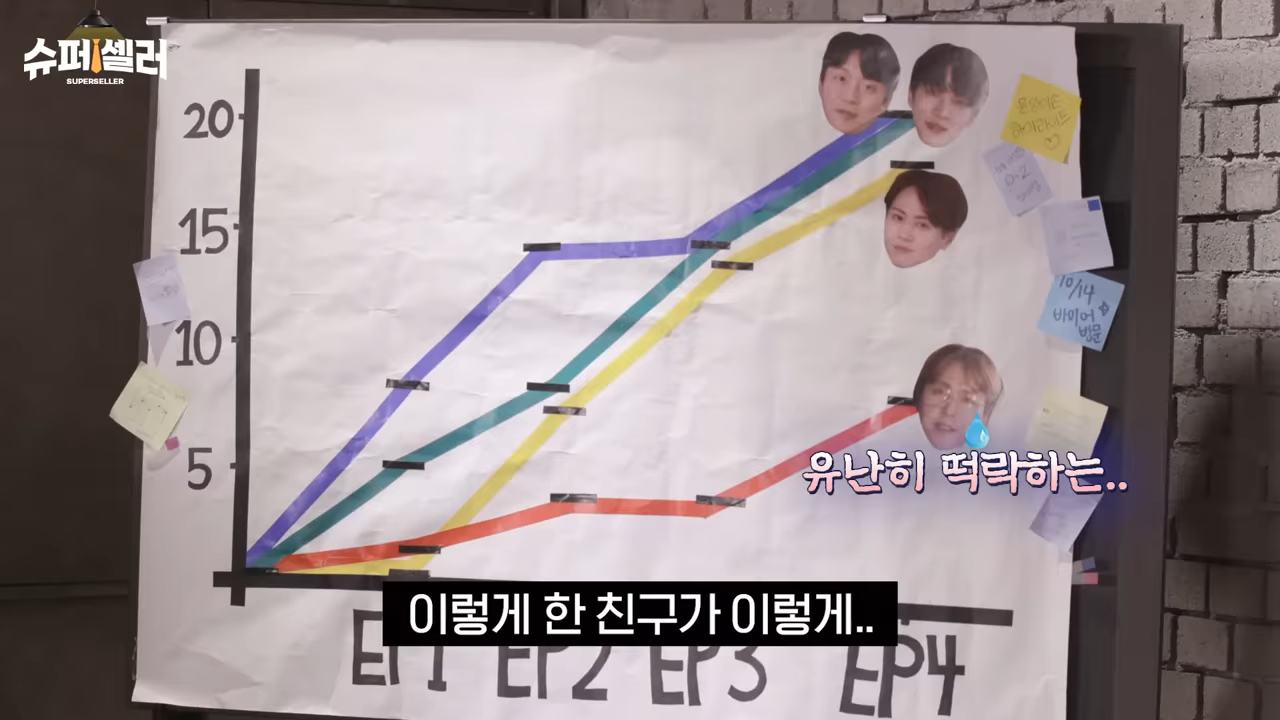 슈퍼셀러
SUPERSELLER
20
15
10
5
10/14
바이어
방문
유난히 떡락하는..
이렇게 한 친구가 이렇게..
EP1 EP2 EP3 EP4